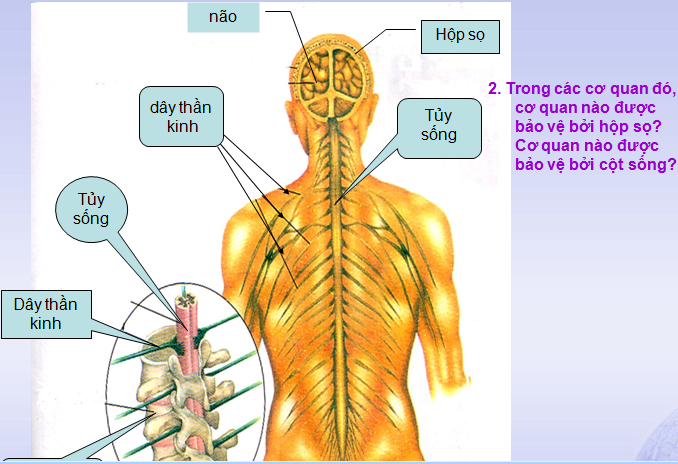 não
Hộp sọ
2. Trong các cơ quan đó,
cơ quan nào được
bảo vệ bởi hộp sọ?
Cơ quan nào được
bảo vệ bởi cột sống?
dây thần
kinh
Tủy
sống
Tủy
sống
Dây thần
kinh